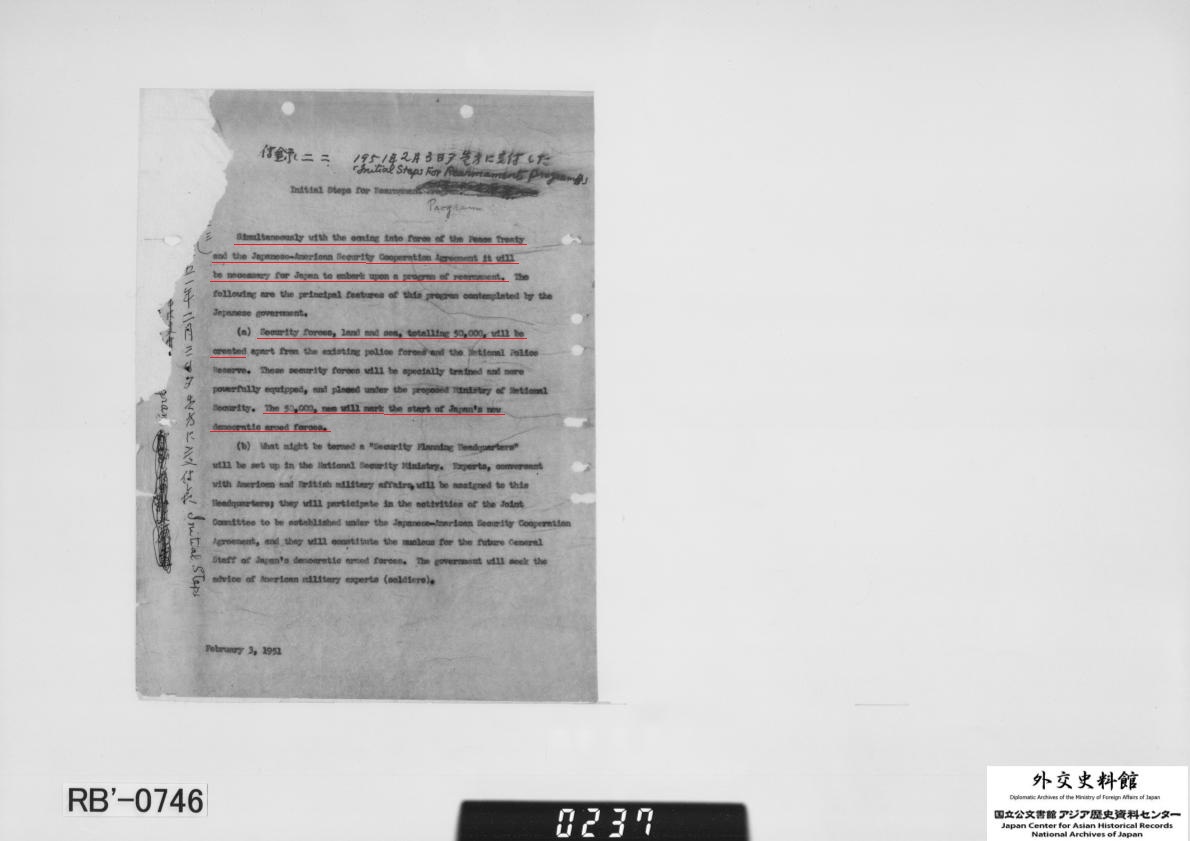 付録二二 1951年2月3日ア先方に交付した
「Initial Steps For Rearmaments Program」
Initial Steps for Rearmament
Program
Simultaneously with the coming into force of the Peace Treaty
and the Japanese-American Security Cooperation Agreement it will
be necessary for Japan to embark upon a program of rearmament. The
following are the principal features of this program contemplated by the
Japanese government.
(a) Security forces, land and sea, totalling 50,000, will be
created apart from the existing police forces and the National Police
Reserve. These security forces will be specially trained and more
powerfully equipped, and placed under the proposed Ministry of National
Security. The 50,000, men will mark the start of Japan's new
democratic armed forces.
(b) What might be termed a "Security Planning Headquarters"
will be set up in the National Security Ministry. Experts, conversant
with American and British military affairs, will be assigned to this
Headquarters; they will participate in the activities of the Joint
Committee to be established under the Japanese-American Security Cooperation
Agreement, and they will constitute the nucleus for the future General
Staff of Japan's democratic armed forces. The government will seek the
advice of American military experts (soldiers).
February 3, 1951
年二月三日 先方に交付 Initial Steps
RB'-0746
0237
外交史料館
Diplomatic Archives of the Ministry of Foreign Affairs of Japan
国立公文書館 アジア歴史資料センター
Japan Center for Asian Historical Records
National Archives of Japan